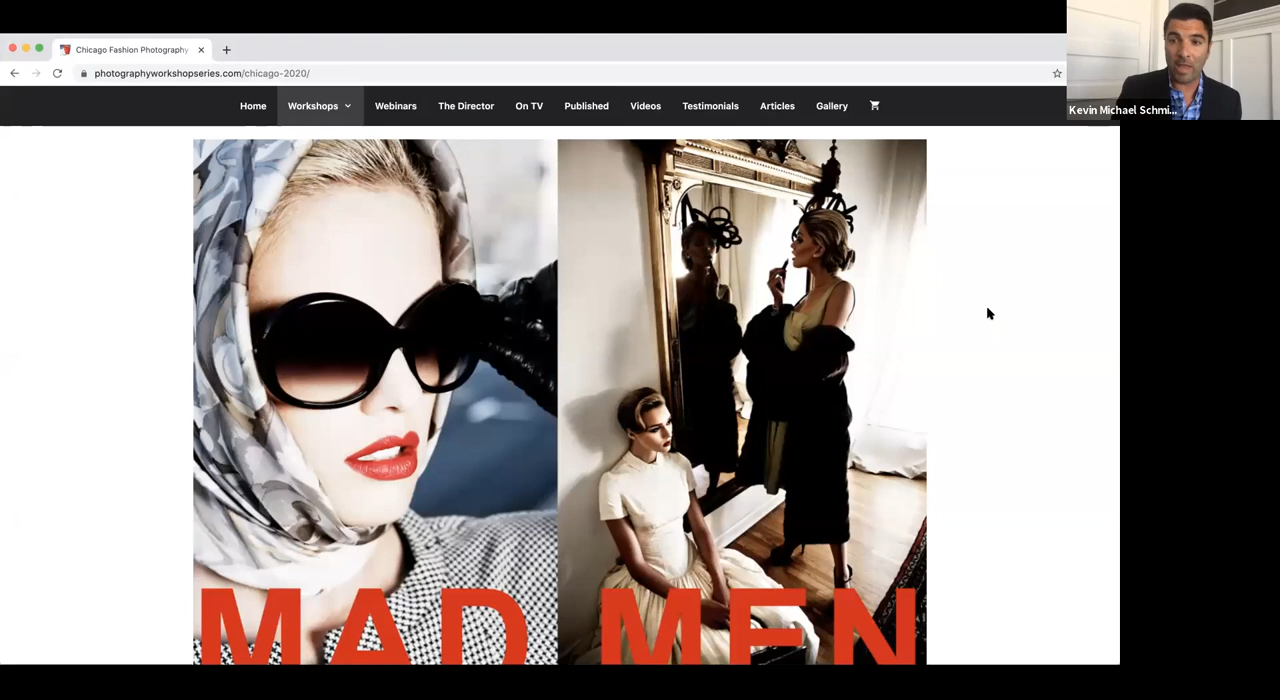 Chicago Fashion Photography
photographyworkshopseries.com/chicago-2020/
Kevin Michael Schmi...
Home Workshops Webinars The Director On TV Published Videos Testimonials Articles Gallery
MAD MEN